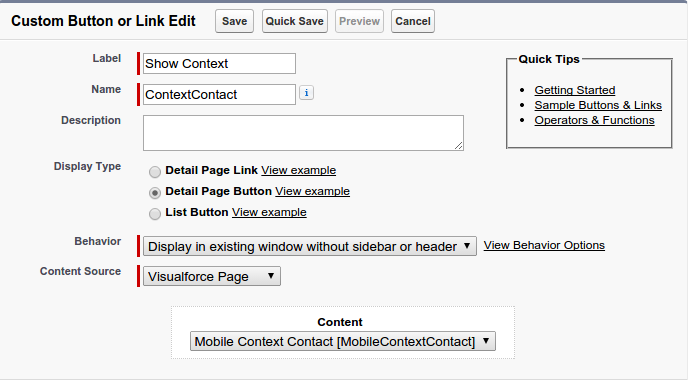 Custom Button or Link Edit Save Quick Save Preview Cancel
Label Show Context
Name ContextContact i
Description
Display Type
Detail Page Link View example
Detail Page Button View example
List Button View example
Behavior Display in existing window without sidebar or header View Behavior Options
Content Source Visualforce Page
Content
Mobile Context Contact [MobileContextContact]
Quick Tips
Getting Started
Sample Buttons & Links
Operators & Functions